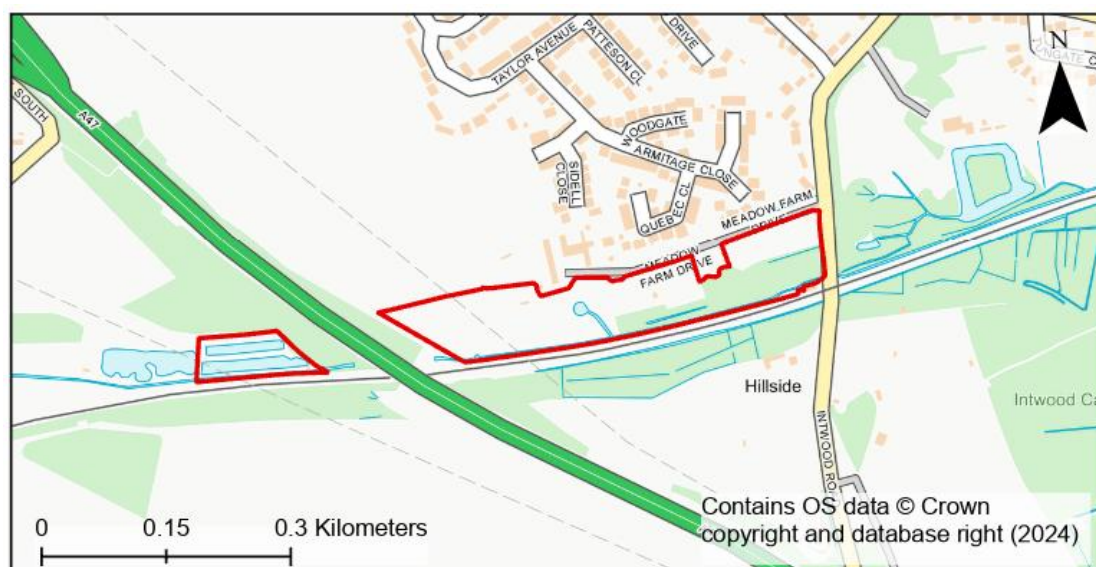 DRIVE
TAYLOR AVENUE
PATTESON CL
N
SOUTH
A47
WOODGATE
ARMITAGE CLOSE
SIDELL
CLOSE
QUEBEC CL
MEADOW FARM
DRIVE
MEADOW
FARM DRIVE
Hillside
Intwood Ca
INTWOOD RO
Contains OS data © Crown
copyright and database right (2024)
0 0.15 0.3 Kilometers